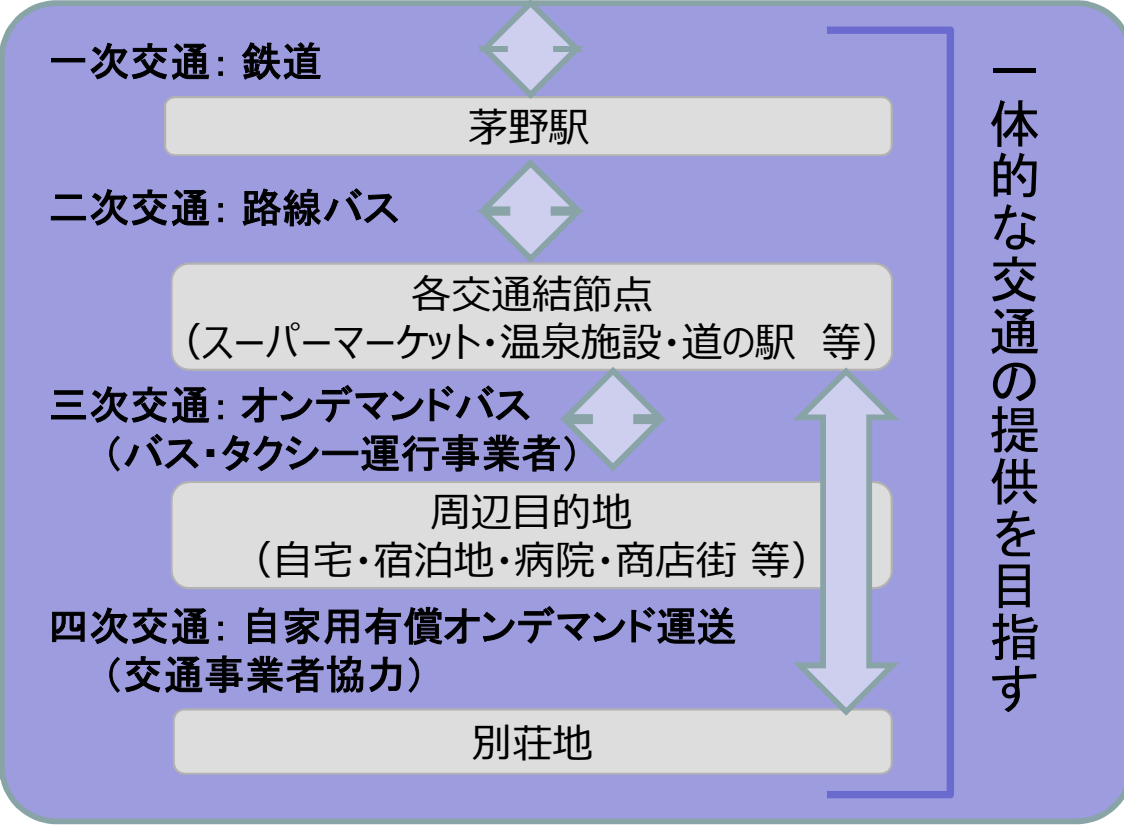 一次交通：鉄道
茅野駅
二次交通：路線バス
各交通結節点
（スーパーマーケット・温泉施設・道の駅　等）
三次交通：オンデマンドバス
（バス・タクシー運行事業者）
周辺目的地
（自宅・宿泊地・病院・商店街 等）
四次交通：自家用有償オンデマンド運送
（交通事業者協力）
別荘地
一体的な交通の提供を目指す